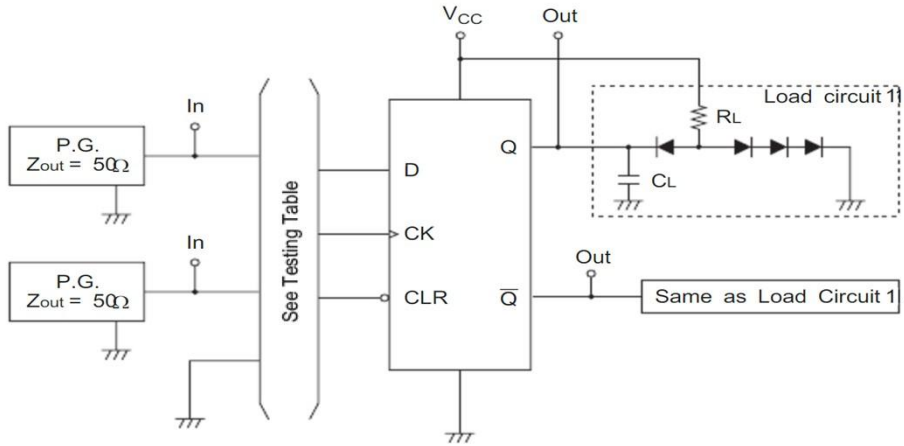 VCC
Out
In
Load circuit 1
P.G.
Zout = 50Ω
RL
Q
D
CL
See Testing Table
CK
In
Out
P.G.
Zout = 50Ω
CLR
Q̅
Same as Load Circuit 1